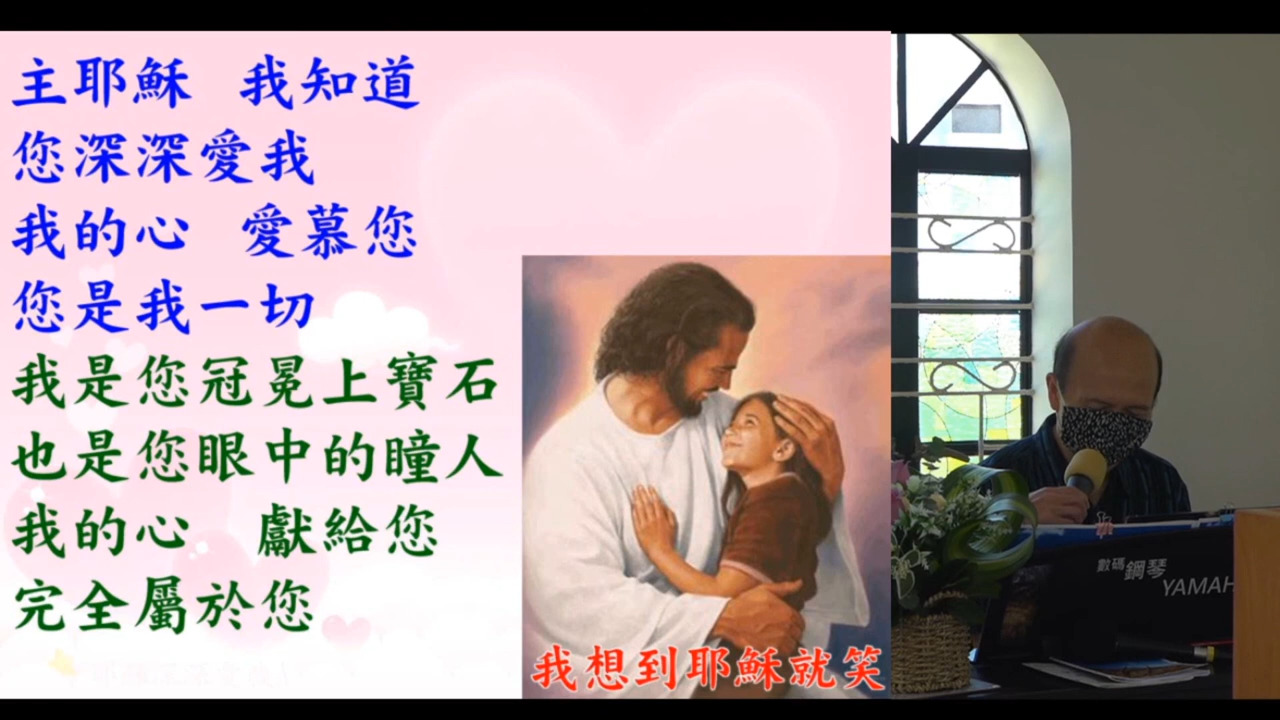 主耶穌 我知道
您深深愛我
我的心 愛慕您
您是我一切
我是您冠冕上寶石
也是您眼中的瞳人
我的心 獻給您
完全屬於您
我想到耶穌就笑
數碼鋼琴
YAMAH